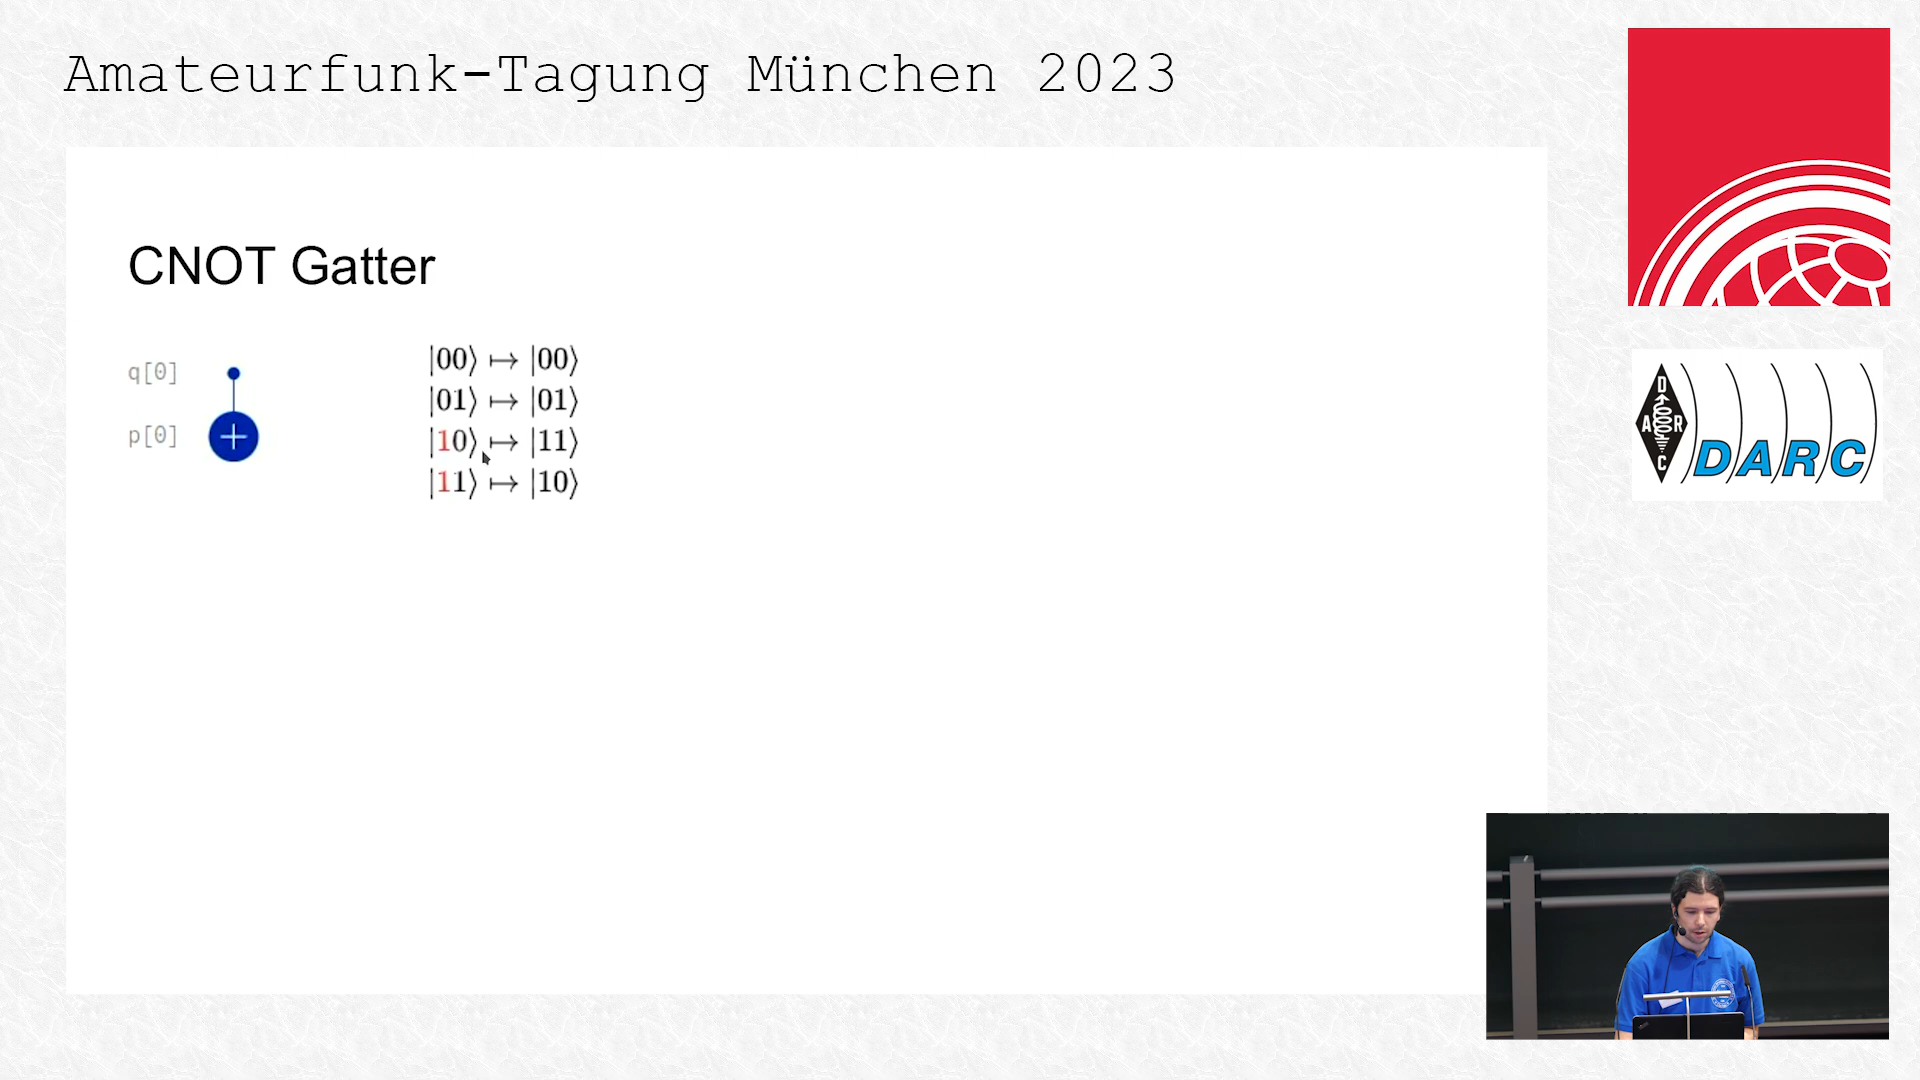 Amateurfunk-Tagung München 2023
CNOT Gatter
q[0]
p[0]
|00⟩ ↦ |00⟩
|01⟩ ↦ |01⟩
|10⟩ ↦ |11⟩
|11⟩ ↦ |10⟩
D
A R
C
DARC